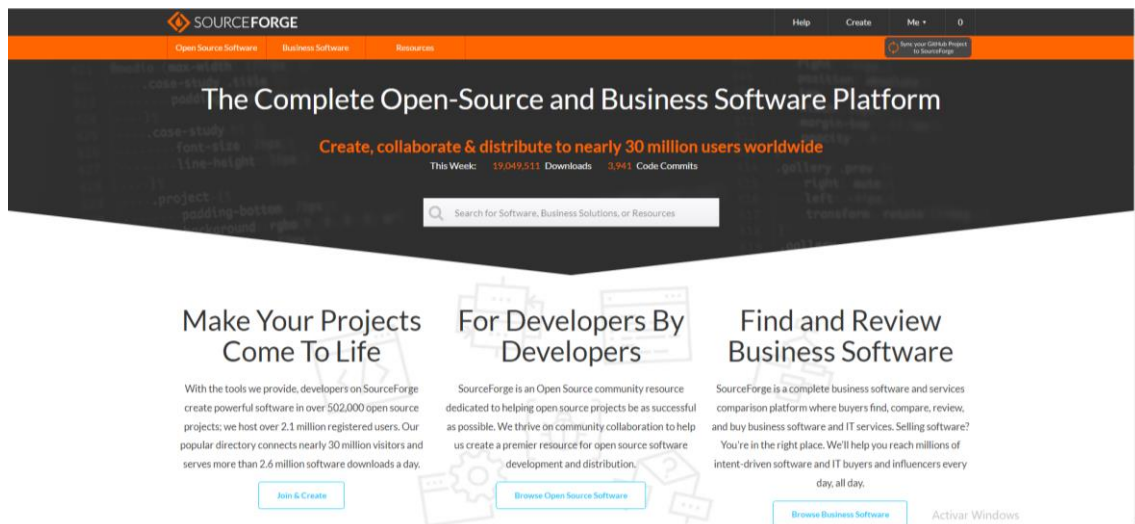 SOURCEFORGE
Help Create Me 0
Open Source Software Business Software Resources
Sync your GitHub Project
to SourceForge
The Complete Open-Source and Business Software Platform
Create, collaborate & distribute to nearly 30 million users worldwide
This Week: 19,049,511 Downloads 3,941 Code Commits
Search for Software, Business Solutions, or Resources
Make Your Projects
Come To Life
With the tools we provide, developers on SourceForge
create powerful software in over 502,000 open source
projects; we host over 2.1 million registered users. Our
popular directory connects nearly 30 million visitors and
serves more than 2.6 million software downloads a day.
Join & Create
For Developers By
Developers
SourceForge is an Open Source community resource
dedicated to helping open source projects be as successful
as possible. We thrive on community collaboration to help
us create a premier resource for open source software
development and distribution.
Browse Open Source Software
Find and Review
Business Software
SourceForge is a complete business software and services
comparison platform where buyers find, compare, review,
and buy business software and IT services. Selling software?
You're in the right place. We'll help you reach millions of
intent-driven software and IT buyers and influencers every
day, all day.
Browse Business Software
Activar Windows